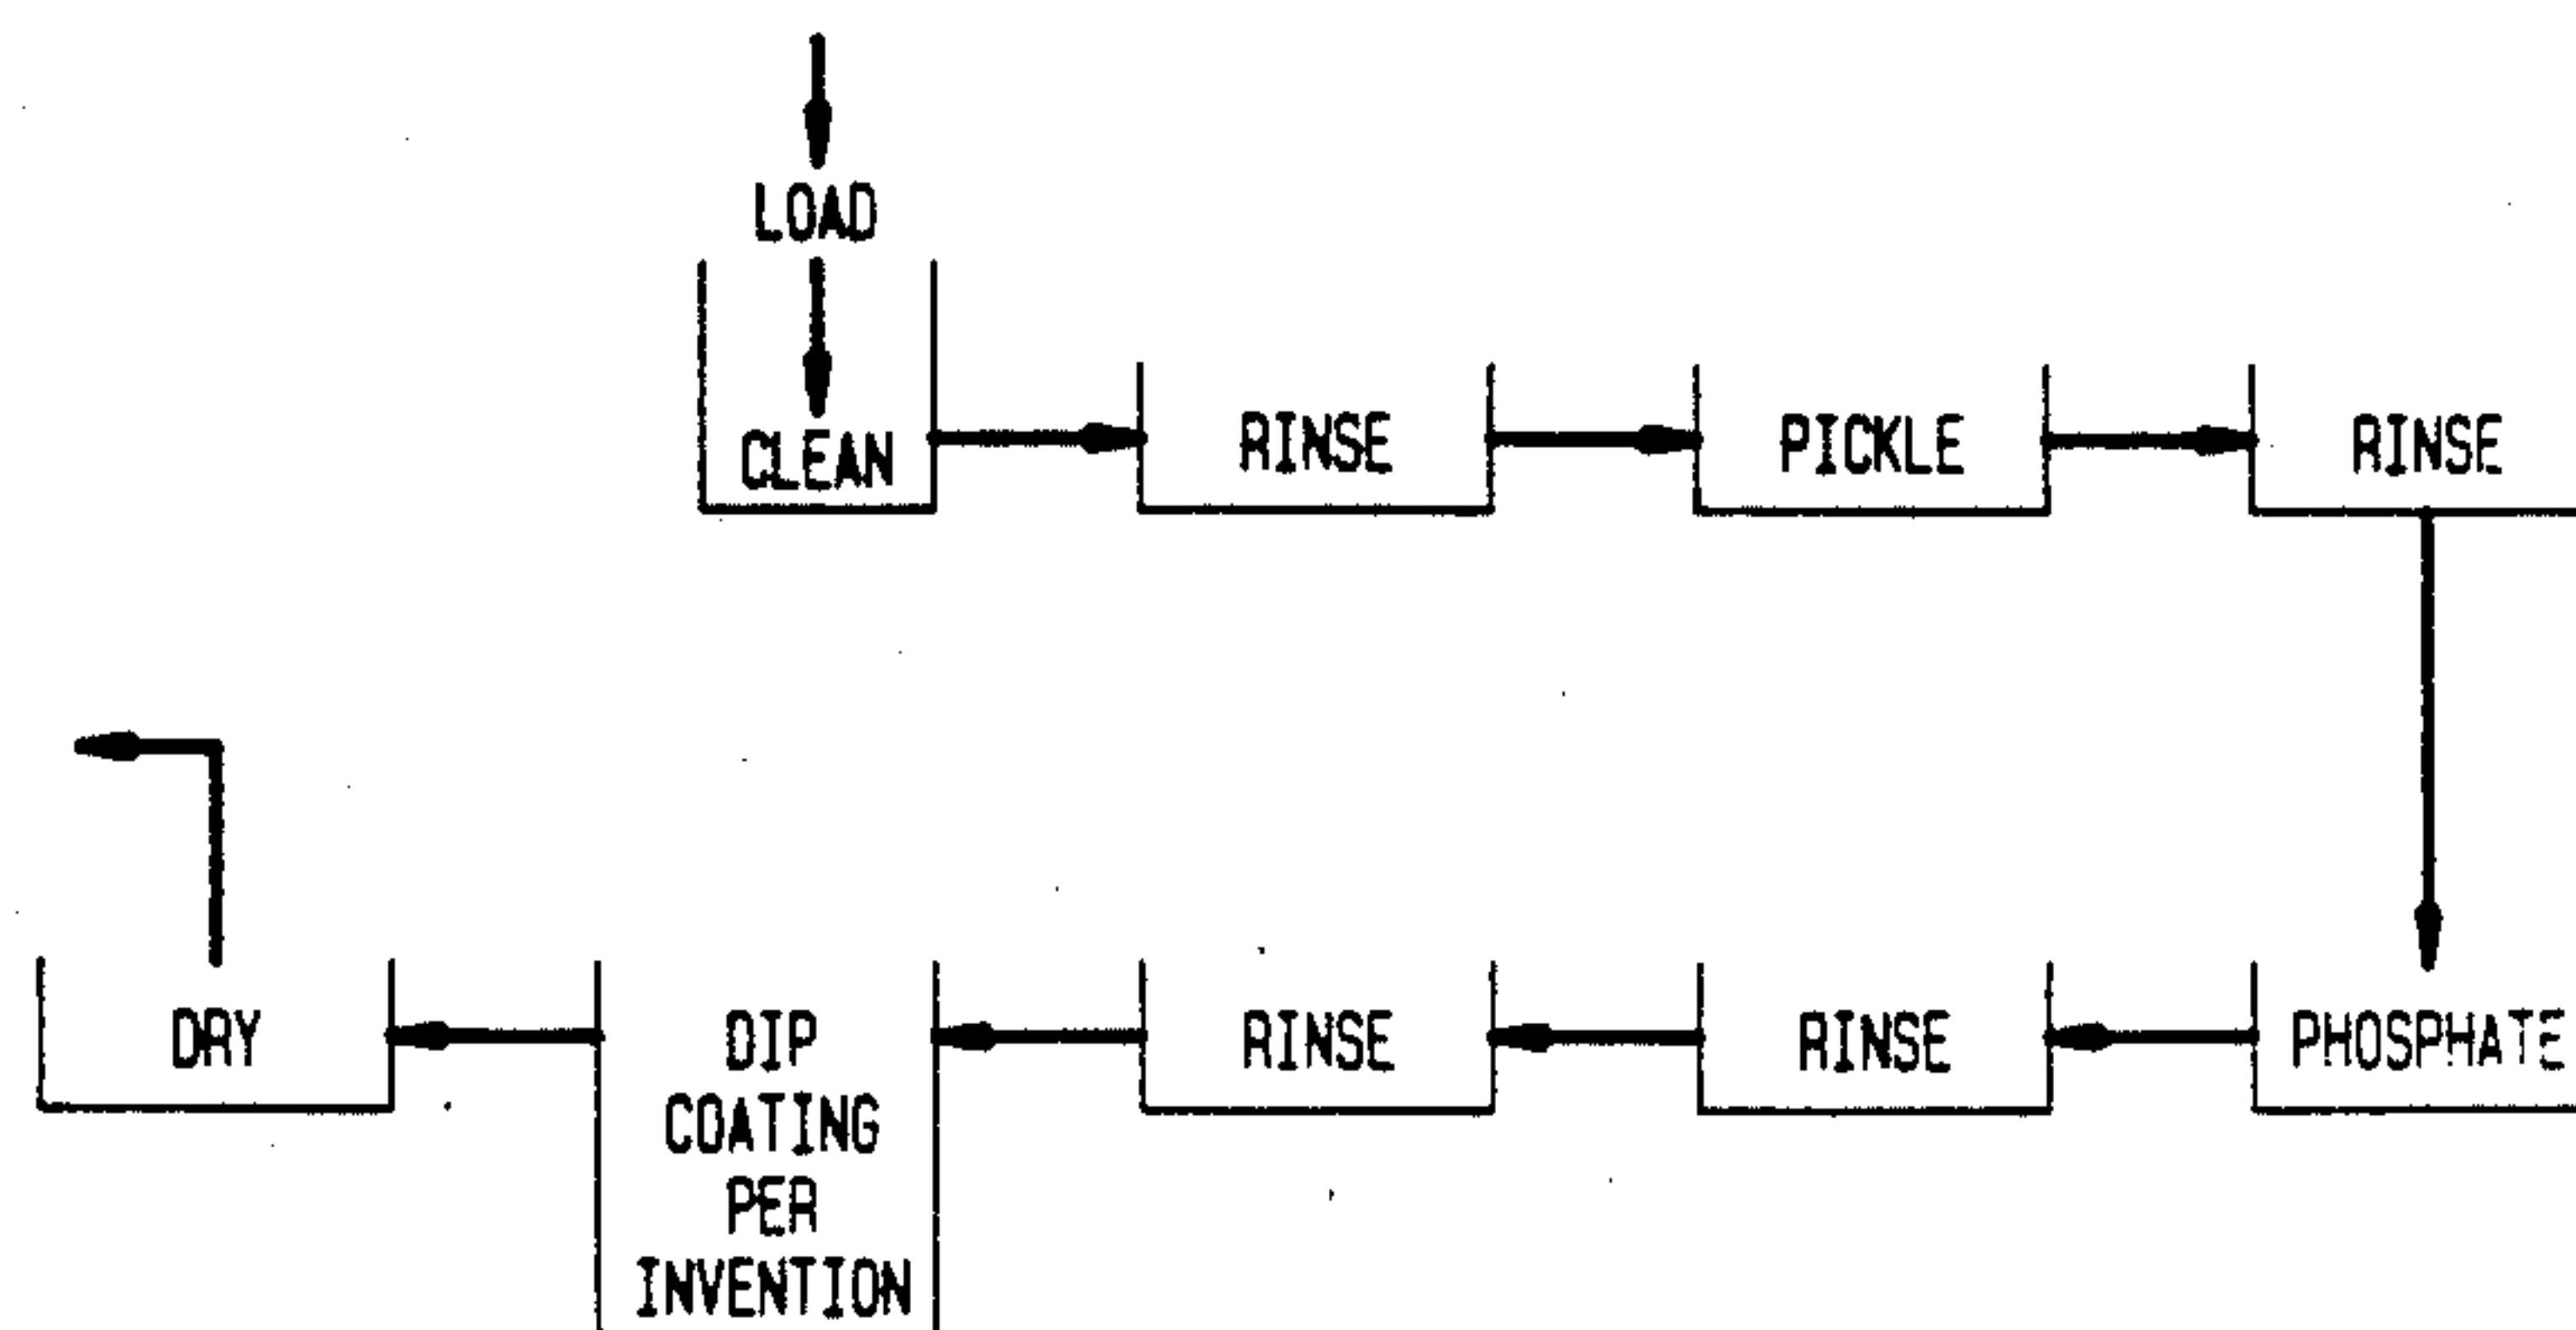 LOAD
CLEAN
RINSE
PICKLE
RINSE
PHOSPHATE
RINSE
RINSE
DIP
COATING
PER
INVENTION
DRY